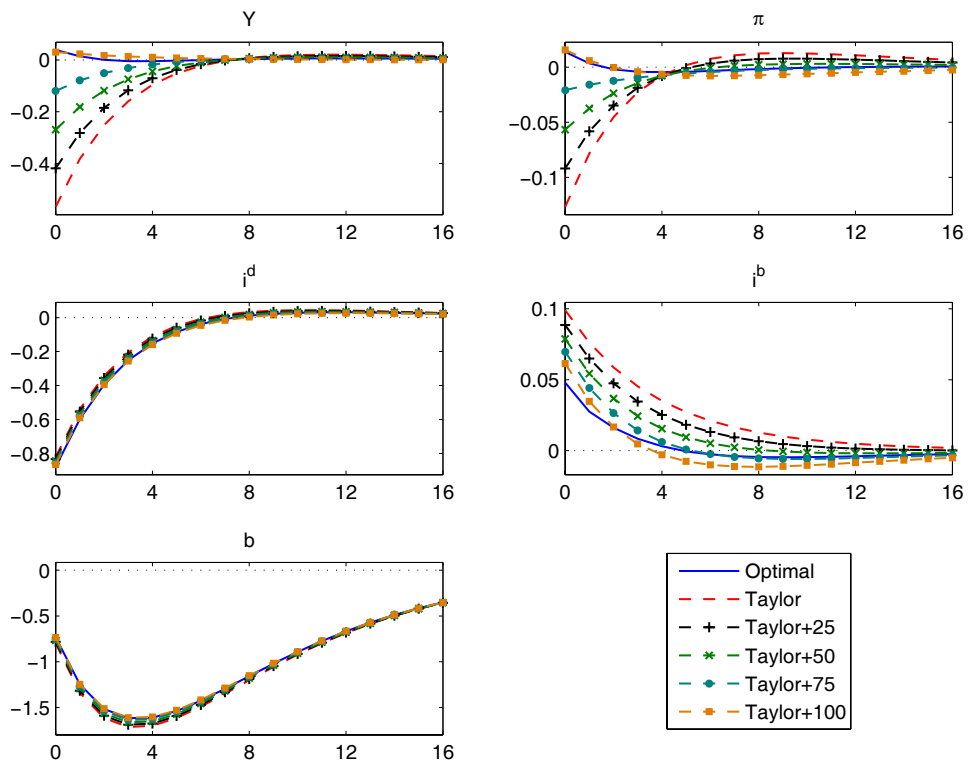 Y
0
−0.2
−0.4
0 4 8 12 16
π
0
−0.05
−0.1
0 4 8 12 16
i^d
0
−0.2
−0.4
−0.6
−0.8
0 4 8 12 16
i^b
0.1
0.05
0
0 4 8 12 16
b
0
−0.5
−1
−1.5
0 4 8 12 16
Optimal
Taylor
Taylor+25
Taylor+50
Taylor+75
Taylor+100